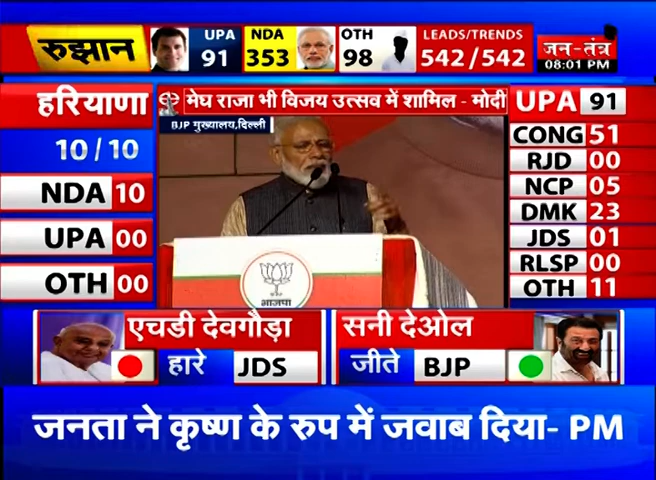 रुझान
UPA
91
NDA
353
OTH
98
LEADS/TRENDS
542/542
जन-तंत्र
08:01 PM
हरियाणा
10/10
NDA 10
UPA 00
OTH 00
मेघ राजा भी विजय उत्सव में शामिल - मोदी
BJP मुख्यालय,दिल्ली
भाजपा
UPA 91
CONG 51
RJD 00
NCP 05
DMK 23
JDS 01
RLSP 00
OTH 11
एचडी देवगौड़ा
हारे JDS
सनी देओल
जीते BJP
जनता ने कृष्ण के रुप में जवाब दिया- PM